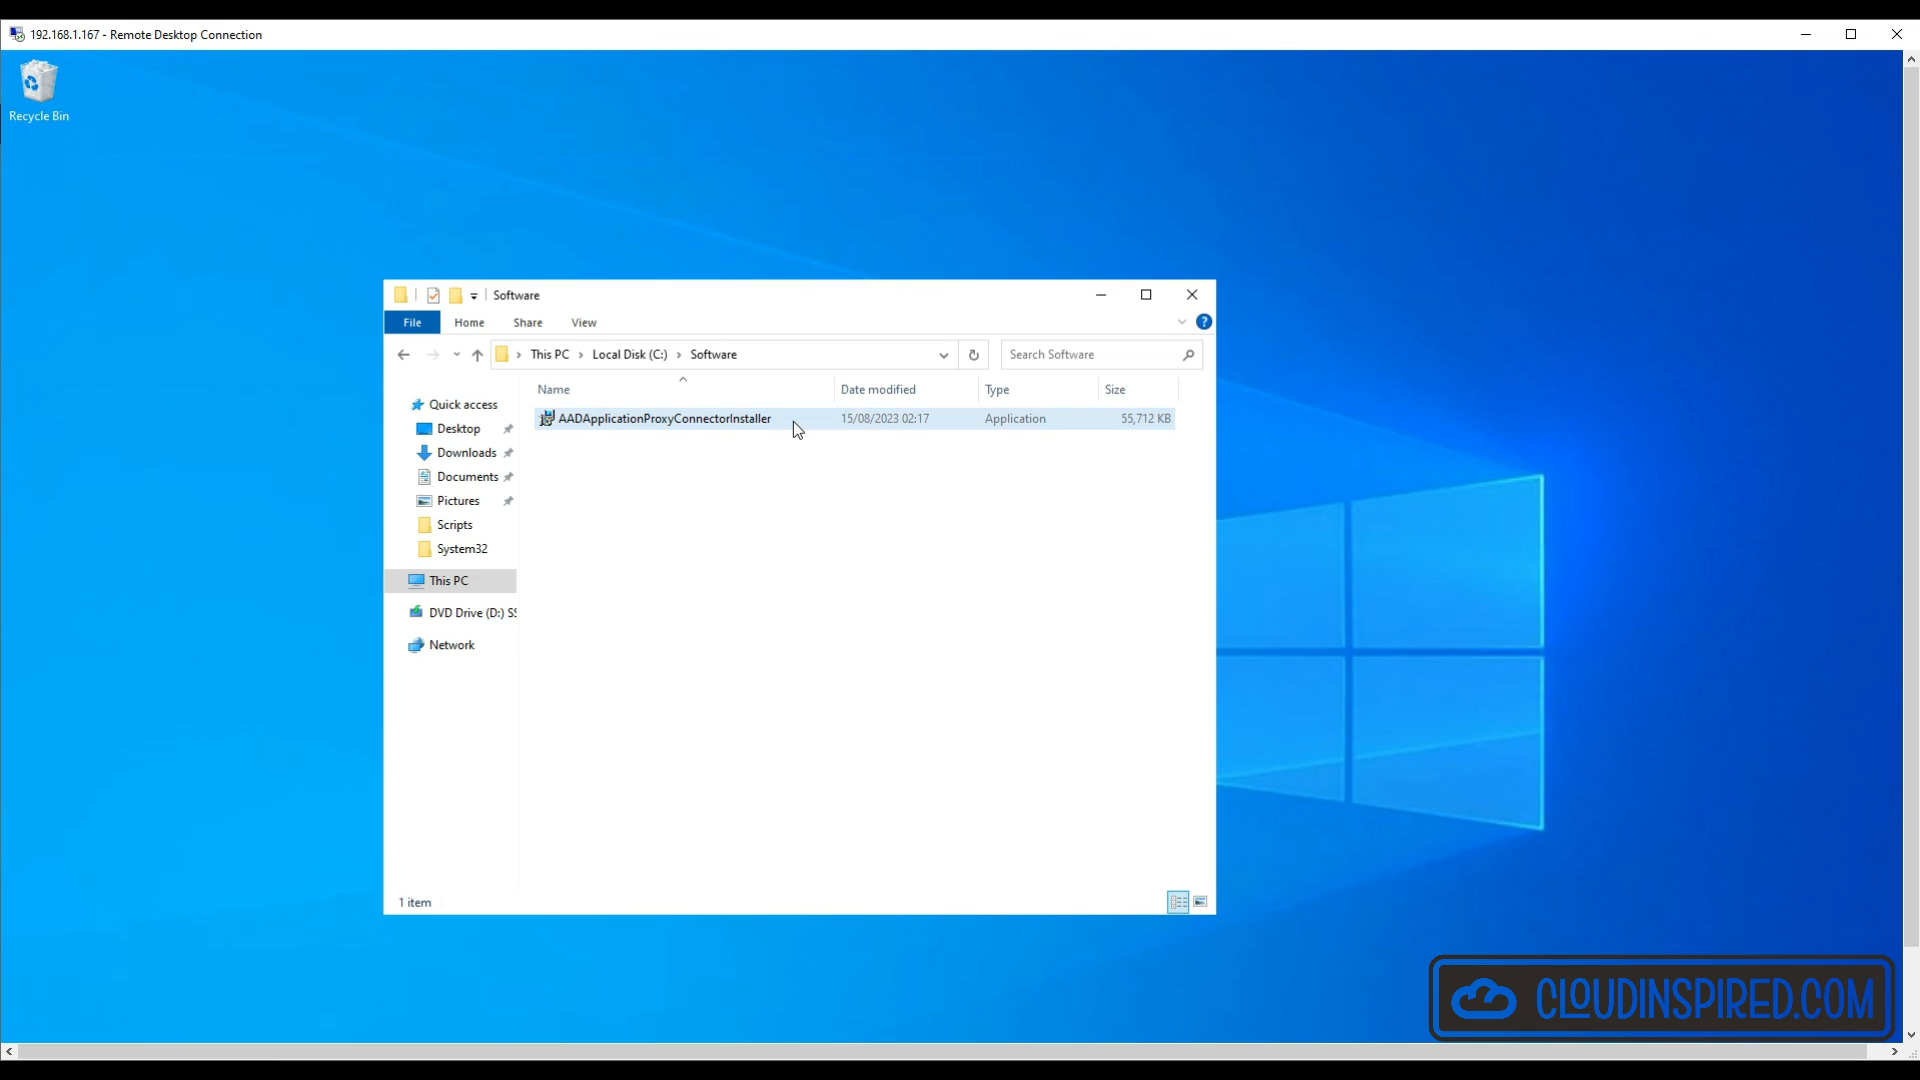 192.168.1.167 - Remote Desktop Connection
Recycle Bin
Software
File Home Share View
This PC Local Disk (C:) Software
Search Software
Name Date modified Type Size
AADApplicationProxyConnectorInstaller 15/08/2023 02:17 Application 55,712 KB
Quick access
Desktop
Downloads
Documents
Pictures
Scripts
System32
This PC
DVD Drive (D:) SS
Network
1 item
CLOUDINSPIRED.COM